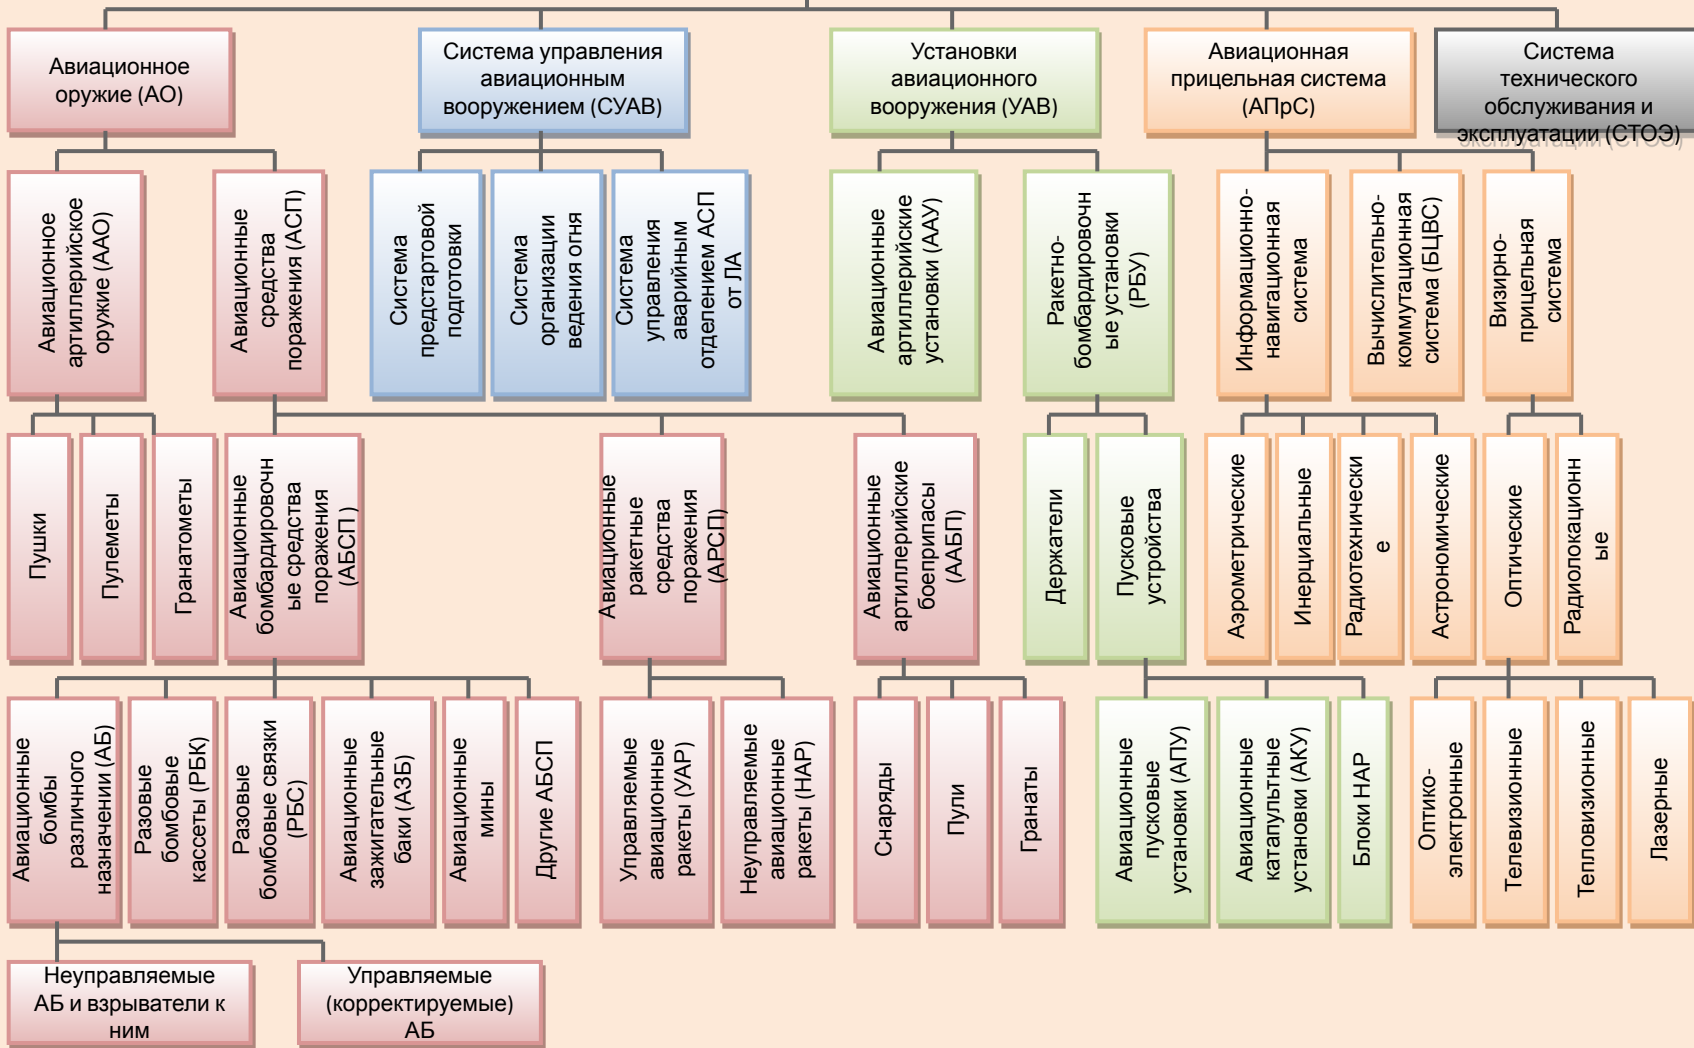 Авиационное
оружие (АО)
Система управления
авиационным
вооружением (СУАВ)
Установки
авиационного
вооружения (УАВ)
Авиационная
прицельная система
(АПрС)
Система
технического
обслуживания и
эксплуатации (СТОЭ)
Авиационное
артиллерийское
оружие (ААО)
Авиационные
средства
поражения (АСП)
Система
предстартовой
подготовки
Система
организации
ведения огня
Система
управления
аварийным
отделением АСП
от ЛА
Авиационные
артиллерийские
установки (ААУ)
Ракетно-
бомбардировочн
ые установки
(РБУ)
Информационно-
навигационная
система
Вычислительно-
коммутационная
система (БЦВС)
Визирно-
прицельная
система
Пушки
Пулеметы
Гранатометы
Авиационные
бомбардировочн
ые средства
поражения
(АБСП )
Авиационные
ракетные
средства
поражения
(АРСП)
Авиационные
артиллерийские
боеприпасы
(ААБП)
Держатели
Пусковые
устройства
Аэрометрические
Инерциальные
Радиотехнически
е
Астрономические
Оптические
Радиолокационн
ые
Авиационные
бомбы
различного
назначении (АБ)
Разовые
бомбовые
кассеты (РБК)
Разовые
бомбовые связки
(РБС)
Авиационные
зажигательные
баки (АЗБ)
Авиационные
мины
Другие АБСП
Управляемые
авиационные
ракеты (УАР)
Неуправляемые
авиационные
ракеты (НАР)
Снаряды
Пули
Гранаты
Авиационные
пусковые
установки (АПУ)
Авиационные
катапультные
установки (АКУ)
Блоки НАР
Оптико-
электронные
Телевизионные
Тепловизионные
Лазерные
Неуправляемые
АБ и взрыватели к
ним
Управляемые
(корректируемые)
АБ